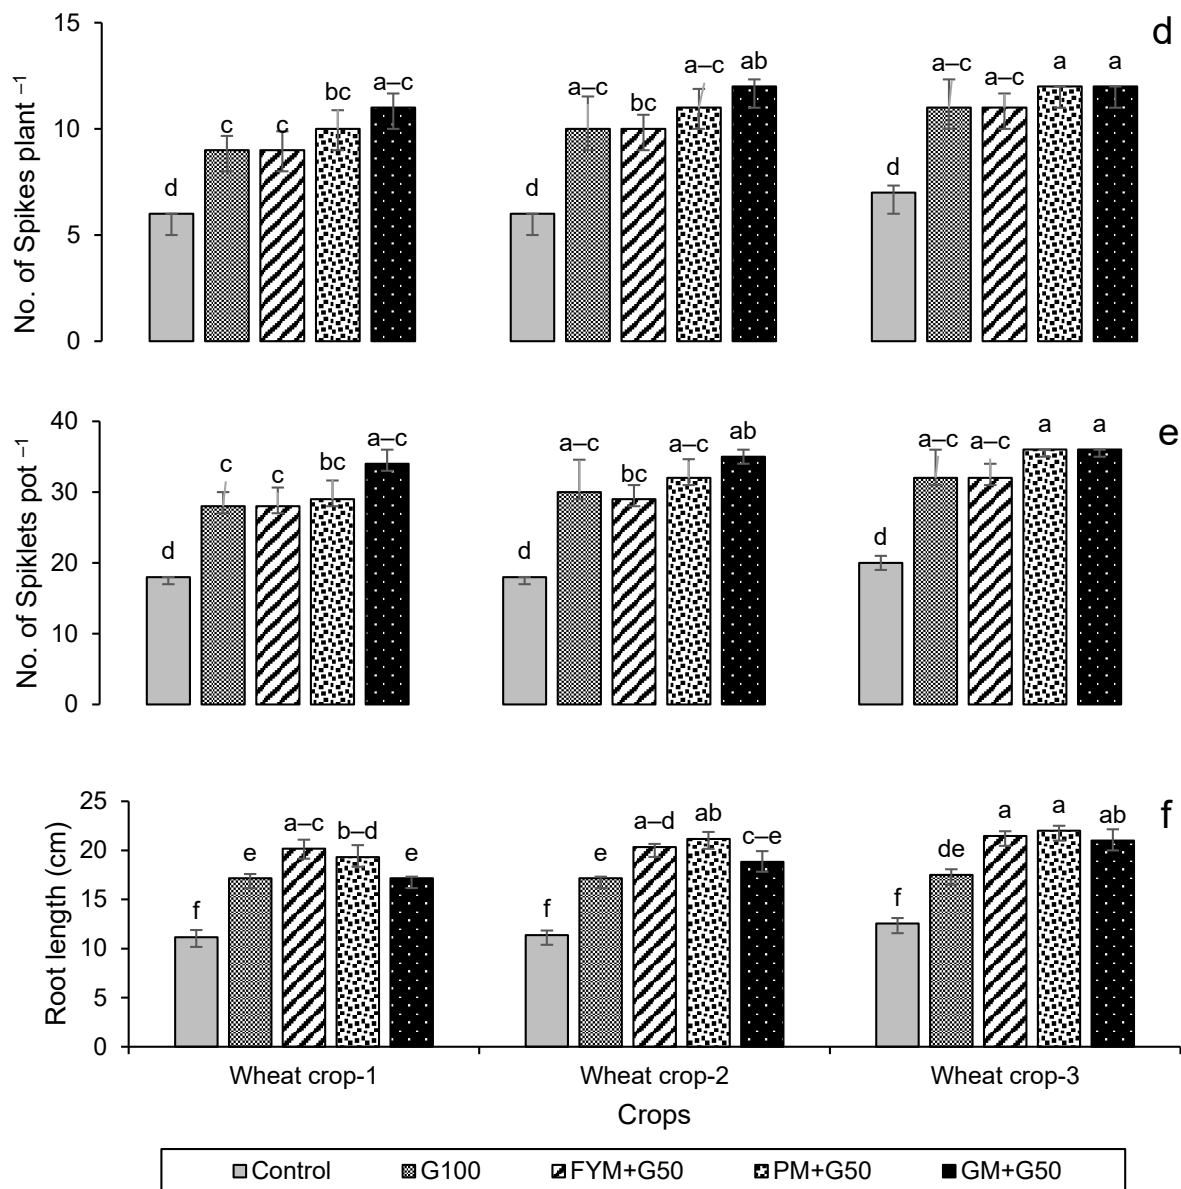 d
No. of Spikes plant ⁻¹
15
10
5
0
d
c
c
bc
a–c
d
a–c
bc
a–c
ab
d
a–c
a–c
a
a
e
No. of Spiklets pot ⁻¹
40
30
20
10
0
d
c
c
bc
a–c
d
a–c
bc
a–c
ab
d
a–c
a–c
a
a
f
Root length (cm)
25
20
15
10
5
0
f
e
a–c
b–d
e
f
e
a–d
ab
c–e
f
de
a
a
ab
Wheat crop-1 Wheat crop-2 Wheat crop-3
Crops
Control G100 FYM+G50 PM+G50 GM+G50